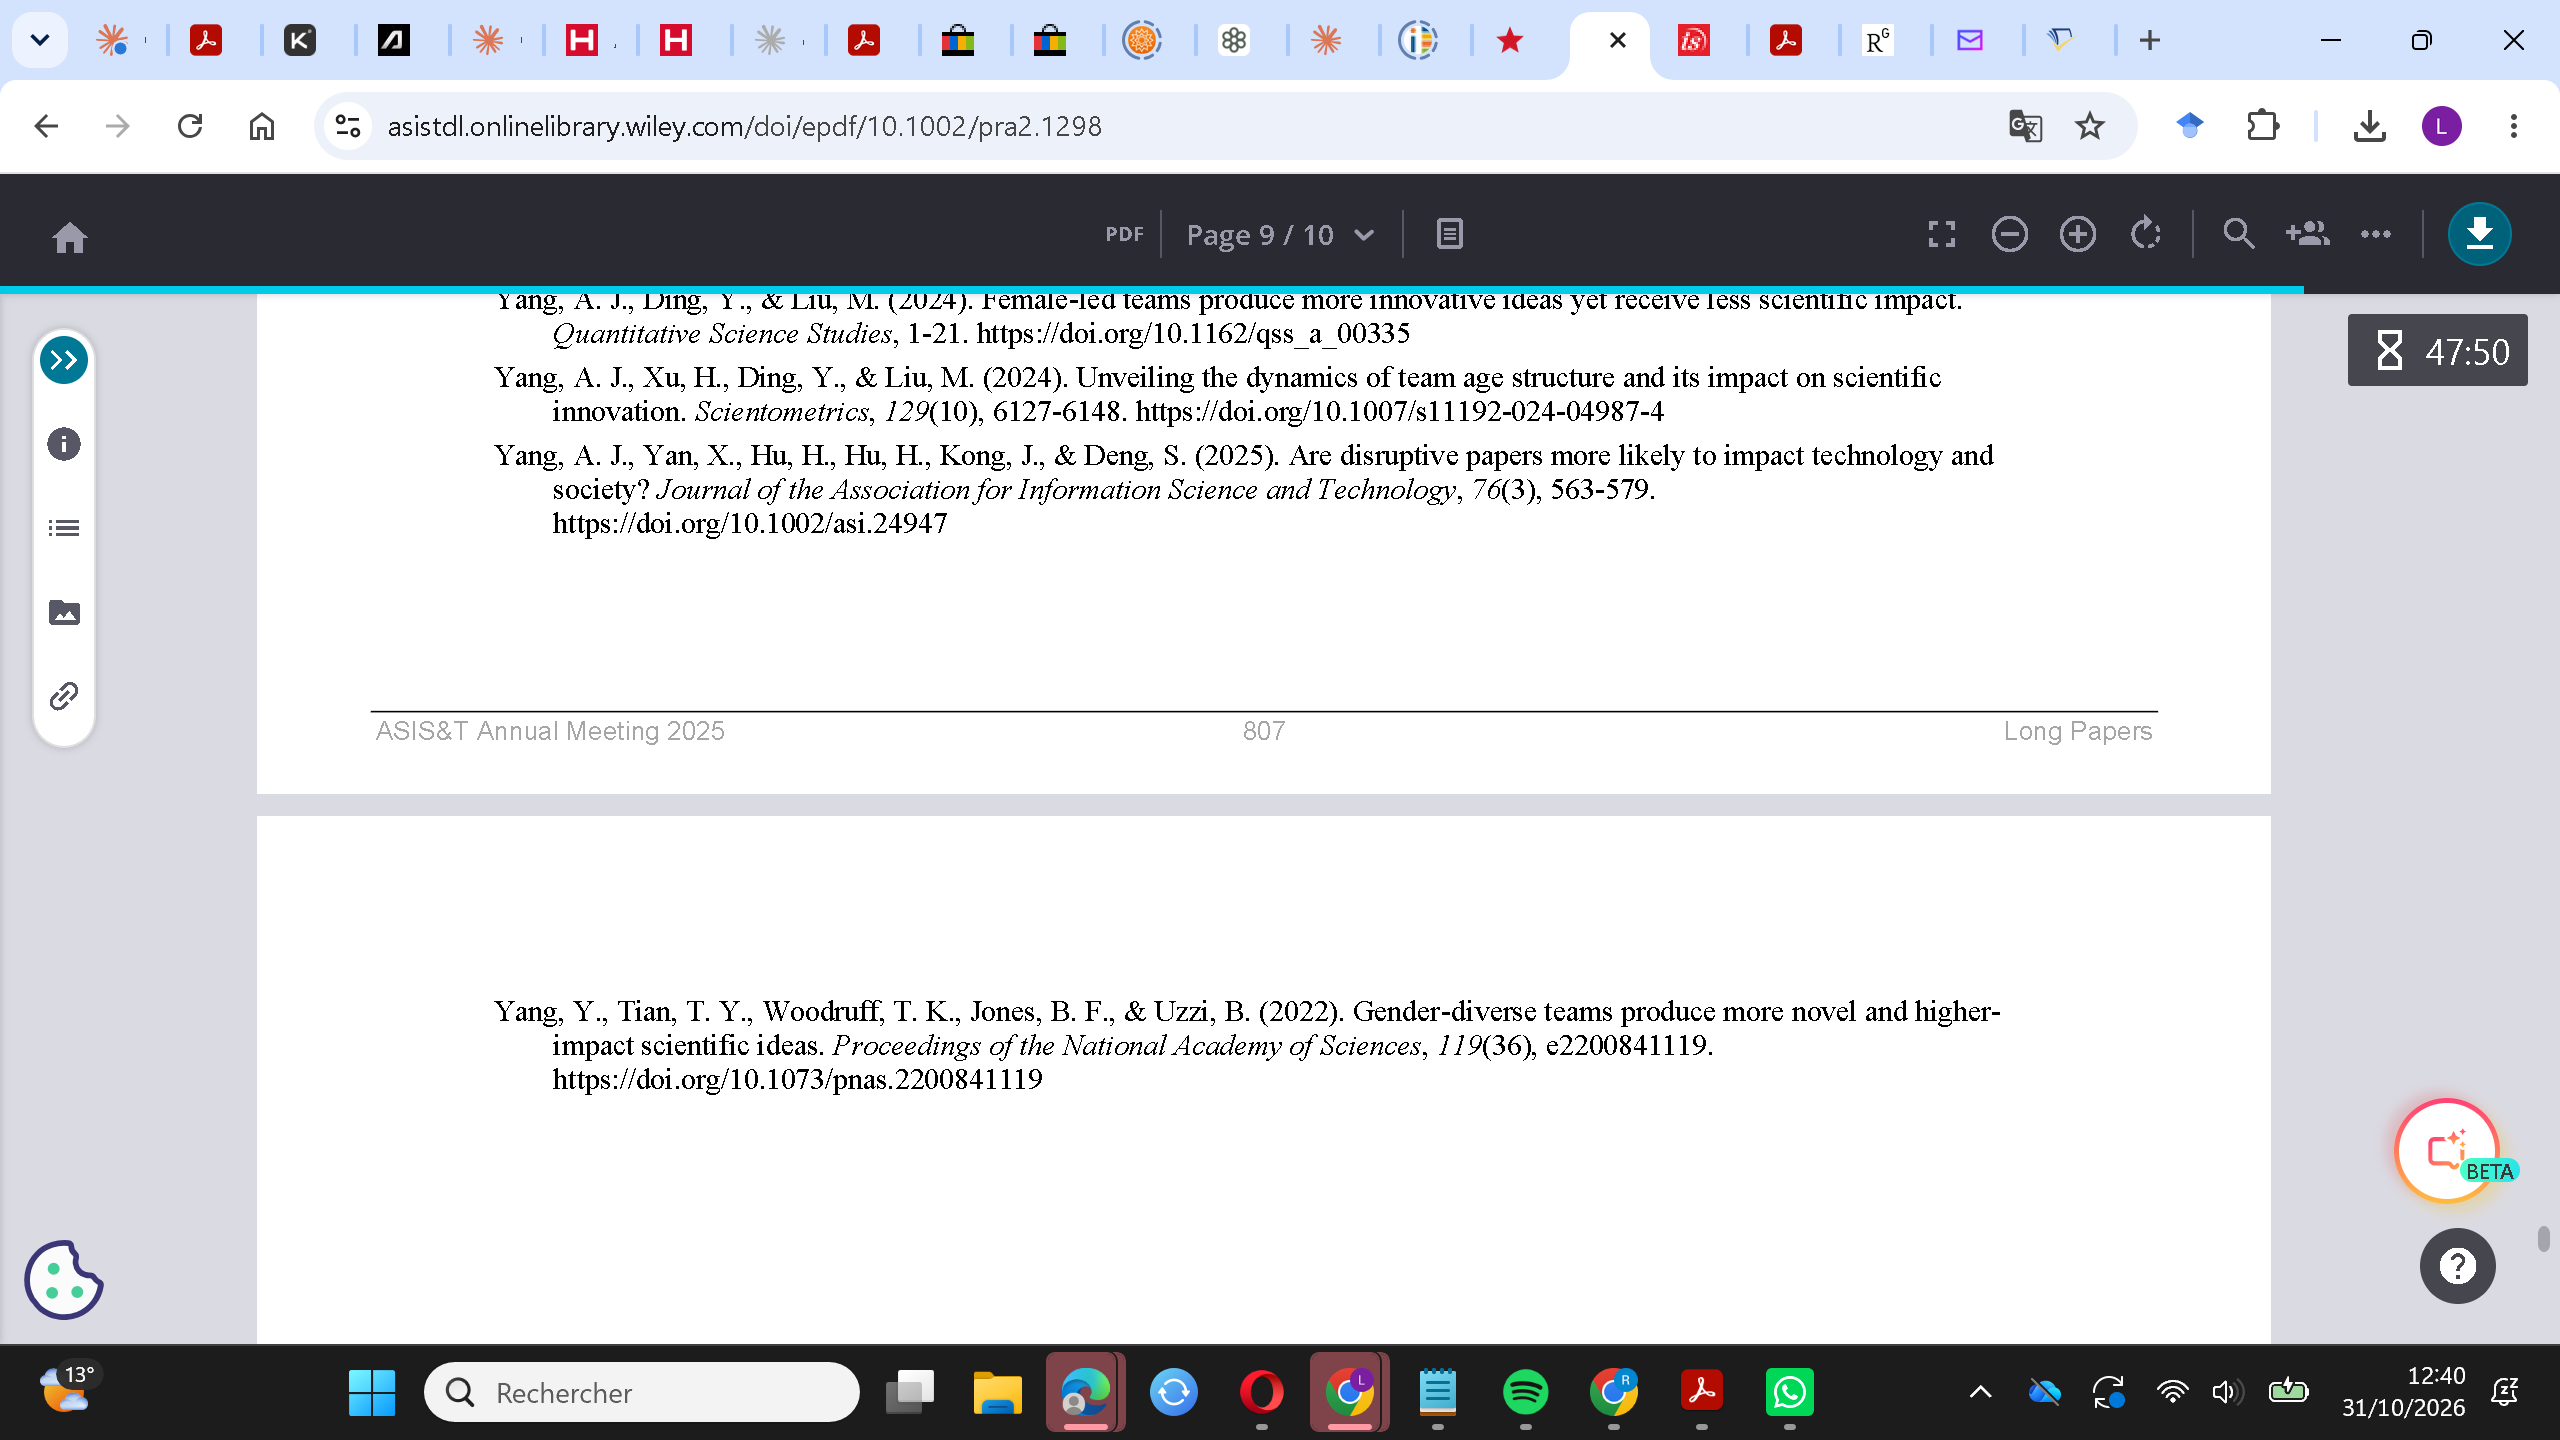 asistdl.onlinelibrary.wiley.com/doi/epdf/10.1002/pra2.1298
L
PDF
Page 9 / 10
47:50
Yang, A. J., Ding, Y., & Liu, M. (2024). Female-led teams produce more innovative ideas yet receive less scientific impact.
Quantitative Science Studies, 1-21. https://doi.org/10.1162/qss_a_00335
Yang, A. J., Xu, H., Ding, Y., & Liu, M. (2024). Unveiling the dynamics of team age structure and its impact on scientific
innovation. Scientometrics, 129(10), 6127-6148. https://doi.org/10.1007/s11192-024-04987-4
Yang, A. J., Yan, X., Hu, H., Hu, H., Kong, J., & Deng, S. (2025). Are disruptive papers more likely to impact technology and
society? Journal of the Association for Information Science and Technology, 76(3), 563-579.
https://doi.org/10.1002/asi.24947
ASIS&T Annual Meeting 2025
807
Long Papers
Yang, Y., Tian, T. Y., Woodruff, T. K., Jones, B. F., & Uzzi, B. (2022). Gender-diverse teams produce more novel and higher-
impact scientific ideas. Proceedings of the National Academy of Sciences, 119(36), e2200841119.
https://doi.org/10.1073/pnas.2200841119
BETA
13°
Rechercher
12:40
31/10/2026